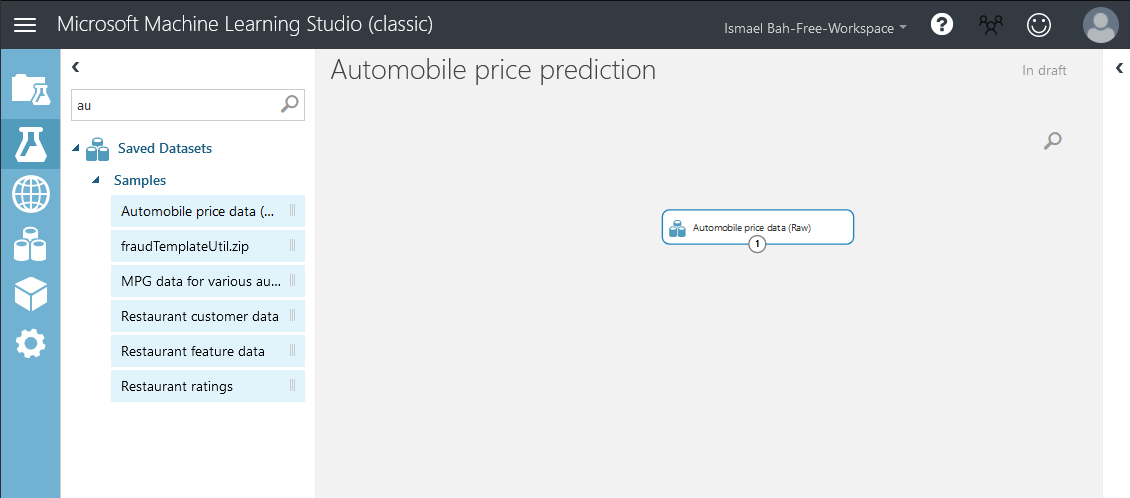 Microsoft Machine Learning Studio (classic)
Ismael Bah-Free-Workspace
?
au
Saved Datasets
Samples
Automobile price data (...
fraudTemplateUtil.zip
MPG data for various au...
Restaurant customer data
Restaurant feature data
Restaurant ratings
Automobile price prediction
In draft
Automobile price data (Raw)
1